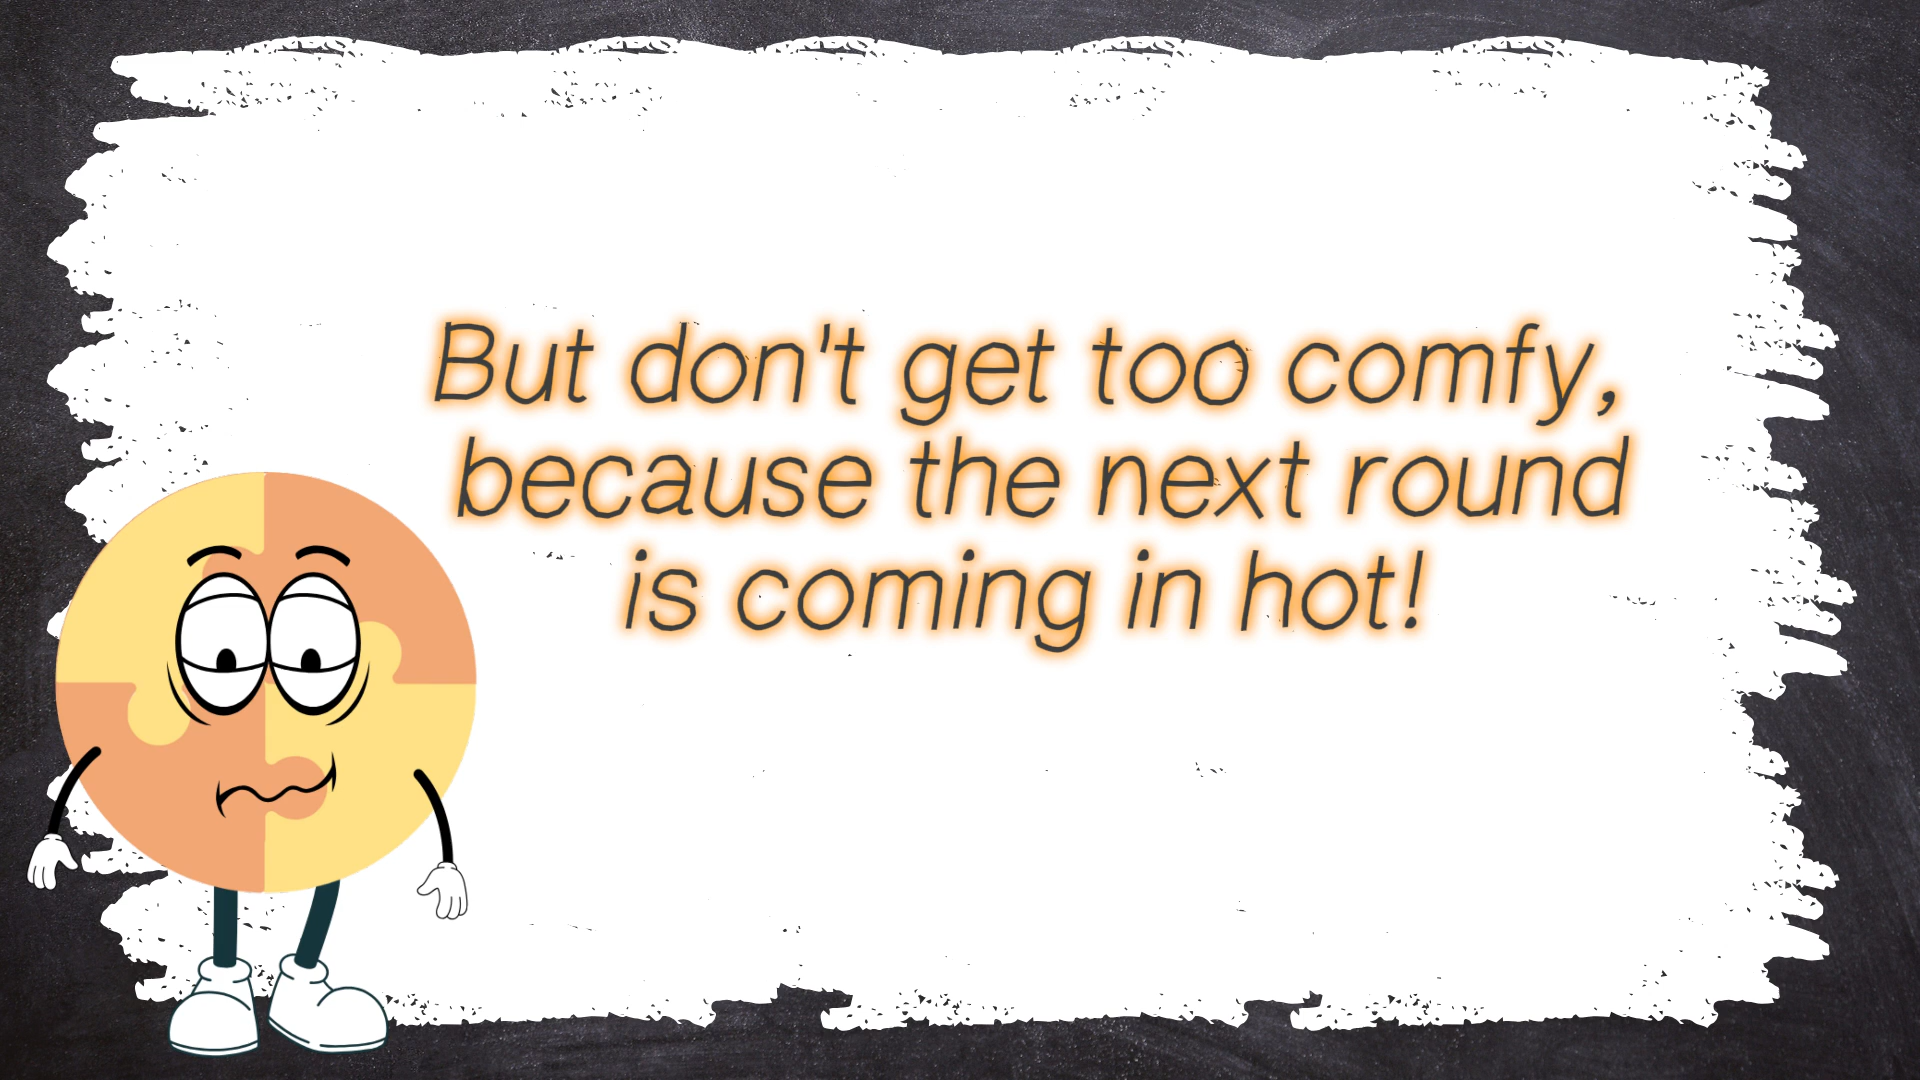 But don't get too comfy,
because the next round
is coming in hot!